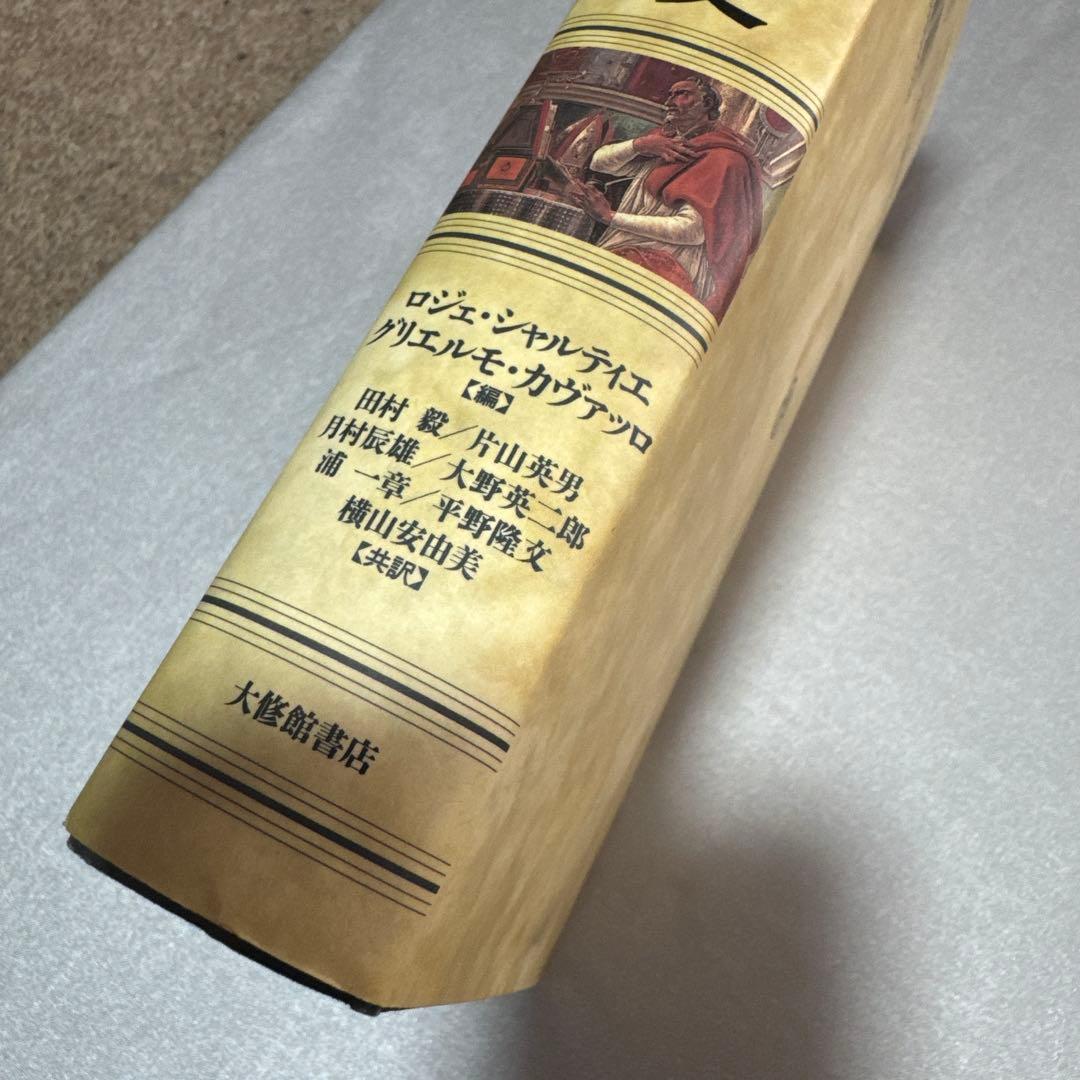 ロジェ・シャルティエ
グリエルモ・カヴァッロ
【編】
田村 毅／片山英男
月村辰雄／大野英二郎
浦 一章／平野隆文
横山安由美
【共訳】
大修館書店